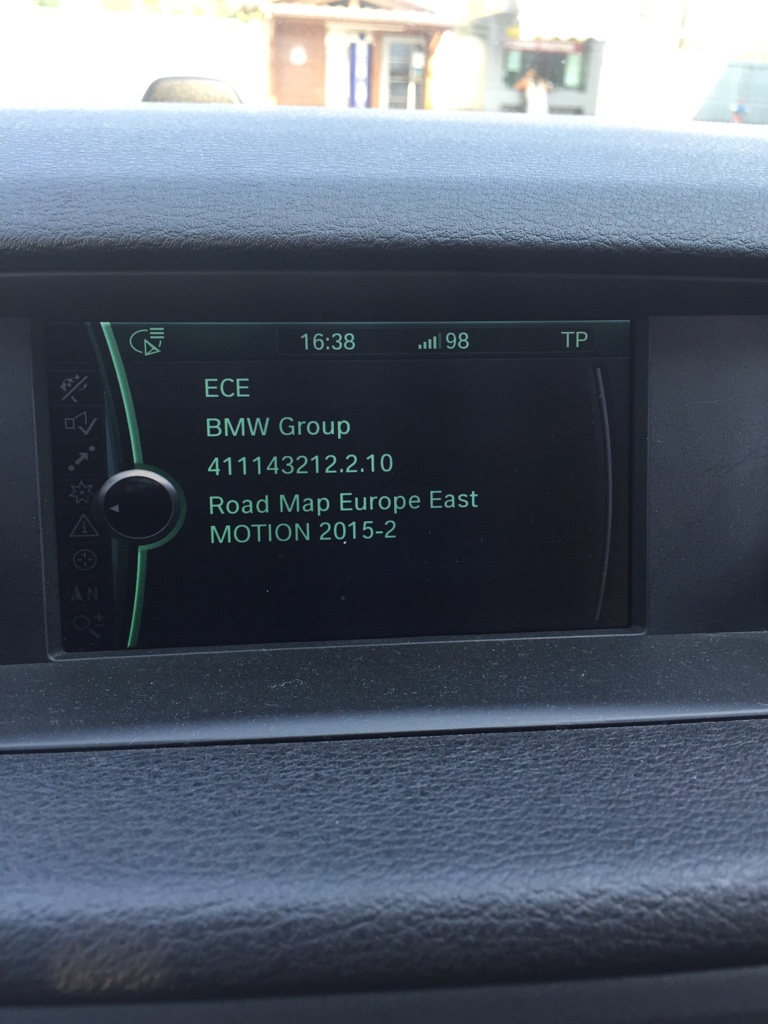 16:38 98 TP
ECE
BMW Group
411143212.2.10
Road Map Europe East
MOTION 2015-2
N